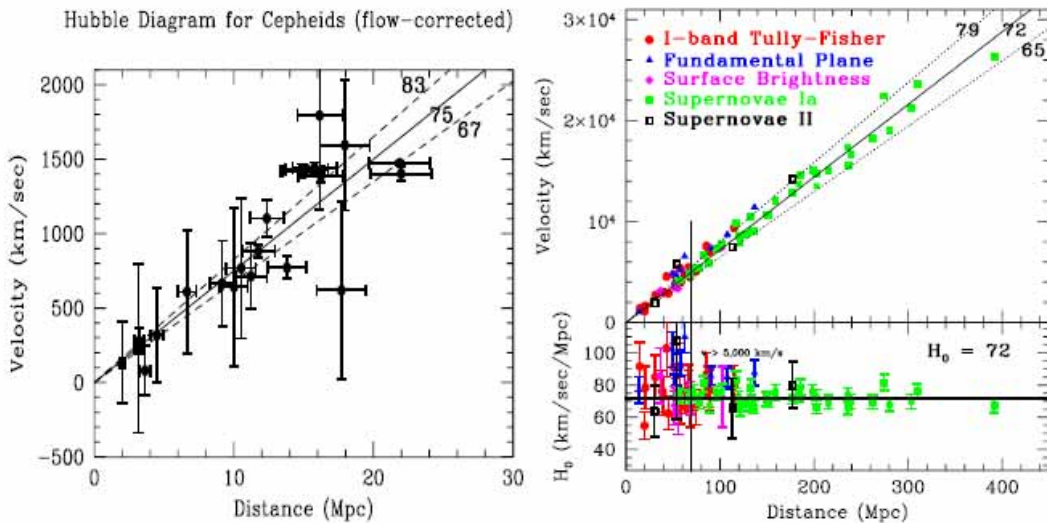 Hubble Diagram for Cepheids (flow-corrected)
2000
1500
1000
500
0
-500
0
10
20
30
83
75
67
Velocity (km/sec)
Distance (Mpc)
3×10⁴
2×10⁴
10⁴
0
I-band Tully-Fisher
Fundamental Plane
Surface Brightness
Supernovae Ia
Supernovae II
79
72
65
Velocity (km/sec)
100
80
60
40
v > 5,000 km/s
H₀ = 72
H₀ (km/sec/Mpc)
0
100
200
300
400
Distance (Mpc)